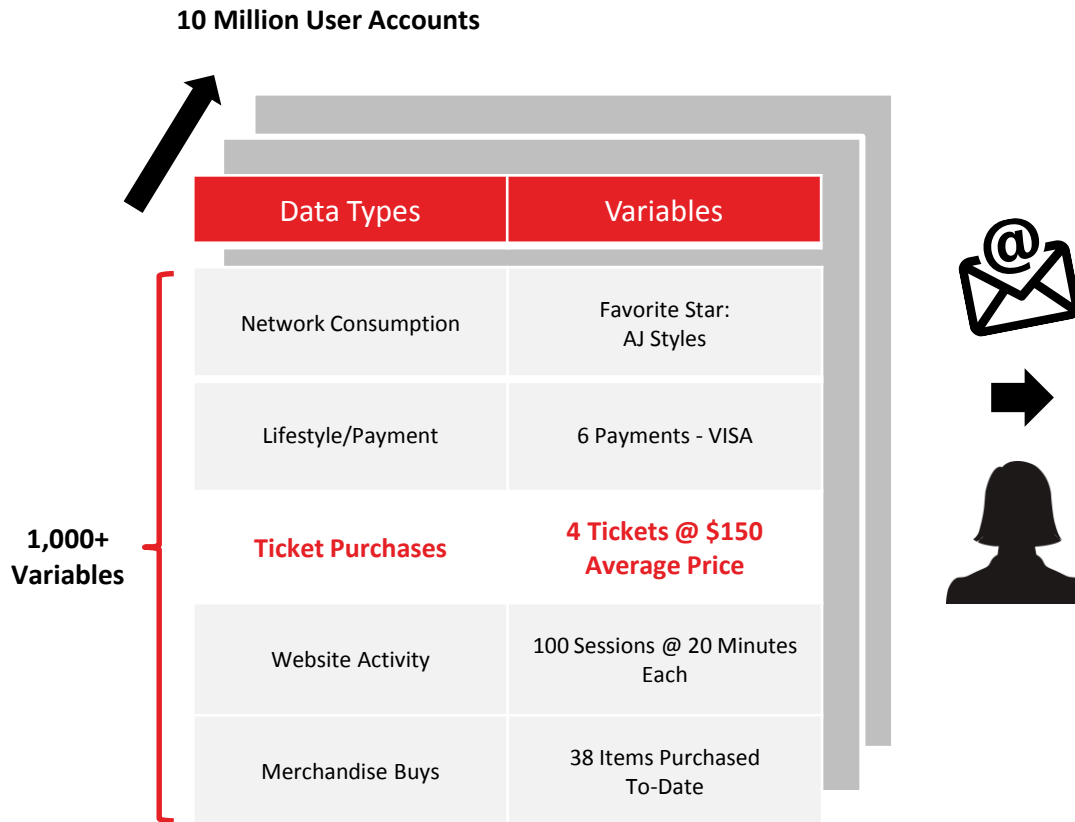 10 Million User Accounts
Data Types
Variables
Network Consumption
Favorite Star:
AJ Styles
Lifestyle/Payment
6 Payments - VISA
1,000+
Variables
Ticket Purchases
4 Tickets @ $150
Average Price
Website Activity
100 Sessions @ 20 Minutes
Each
Merchandise Buys
38 Items Purchased
To-Date
@